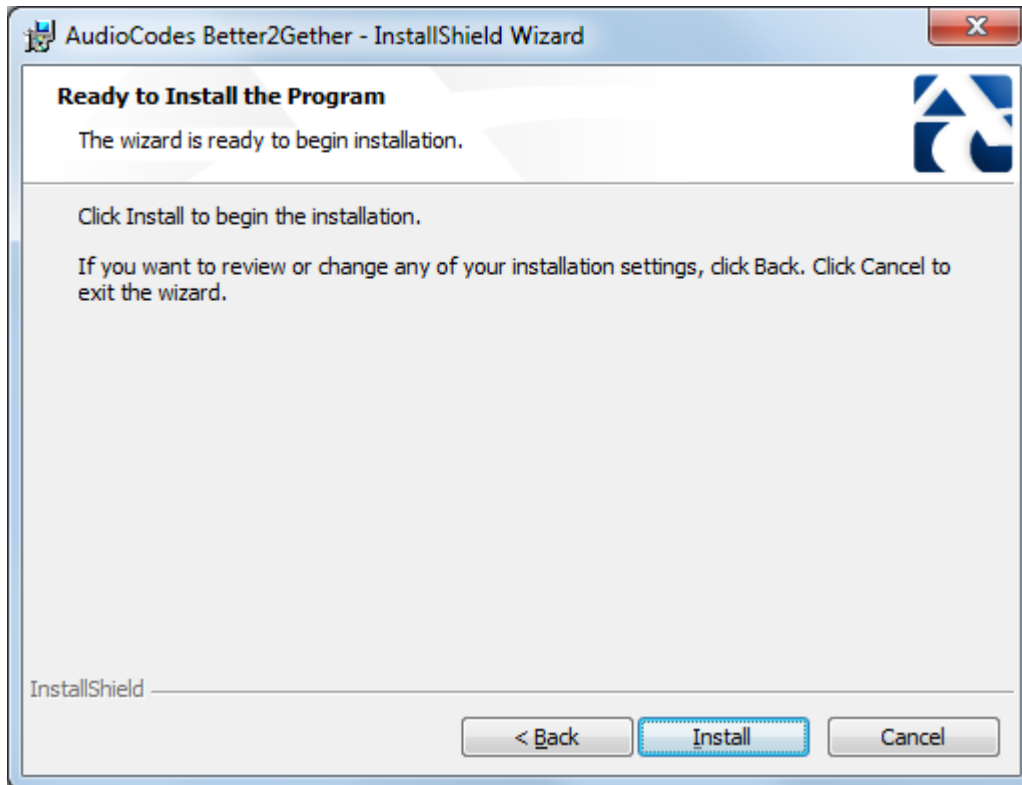 AudioCodes Better2Gether - InstallShield Wizard
Ready to Install the Program
The wizard is ready to begin installation.
Click Install to begin the installation.
If you want to review or change any of your installation settings, click Back. Click Cancel to
exit the wizard.
InstallShield
< Back
Install
Cancel